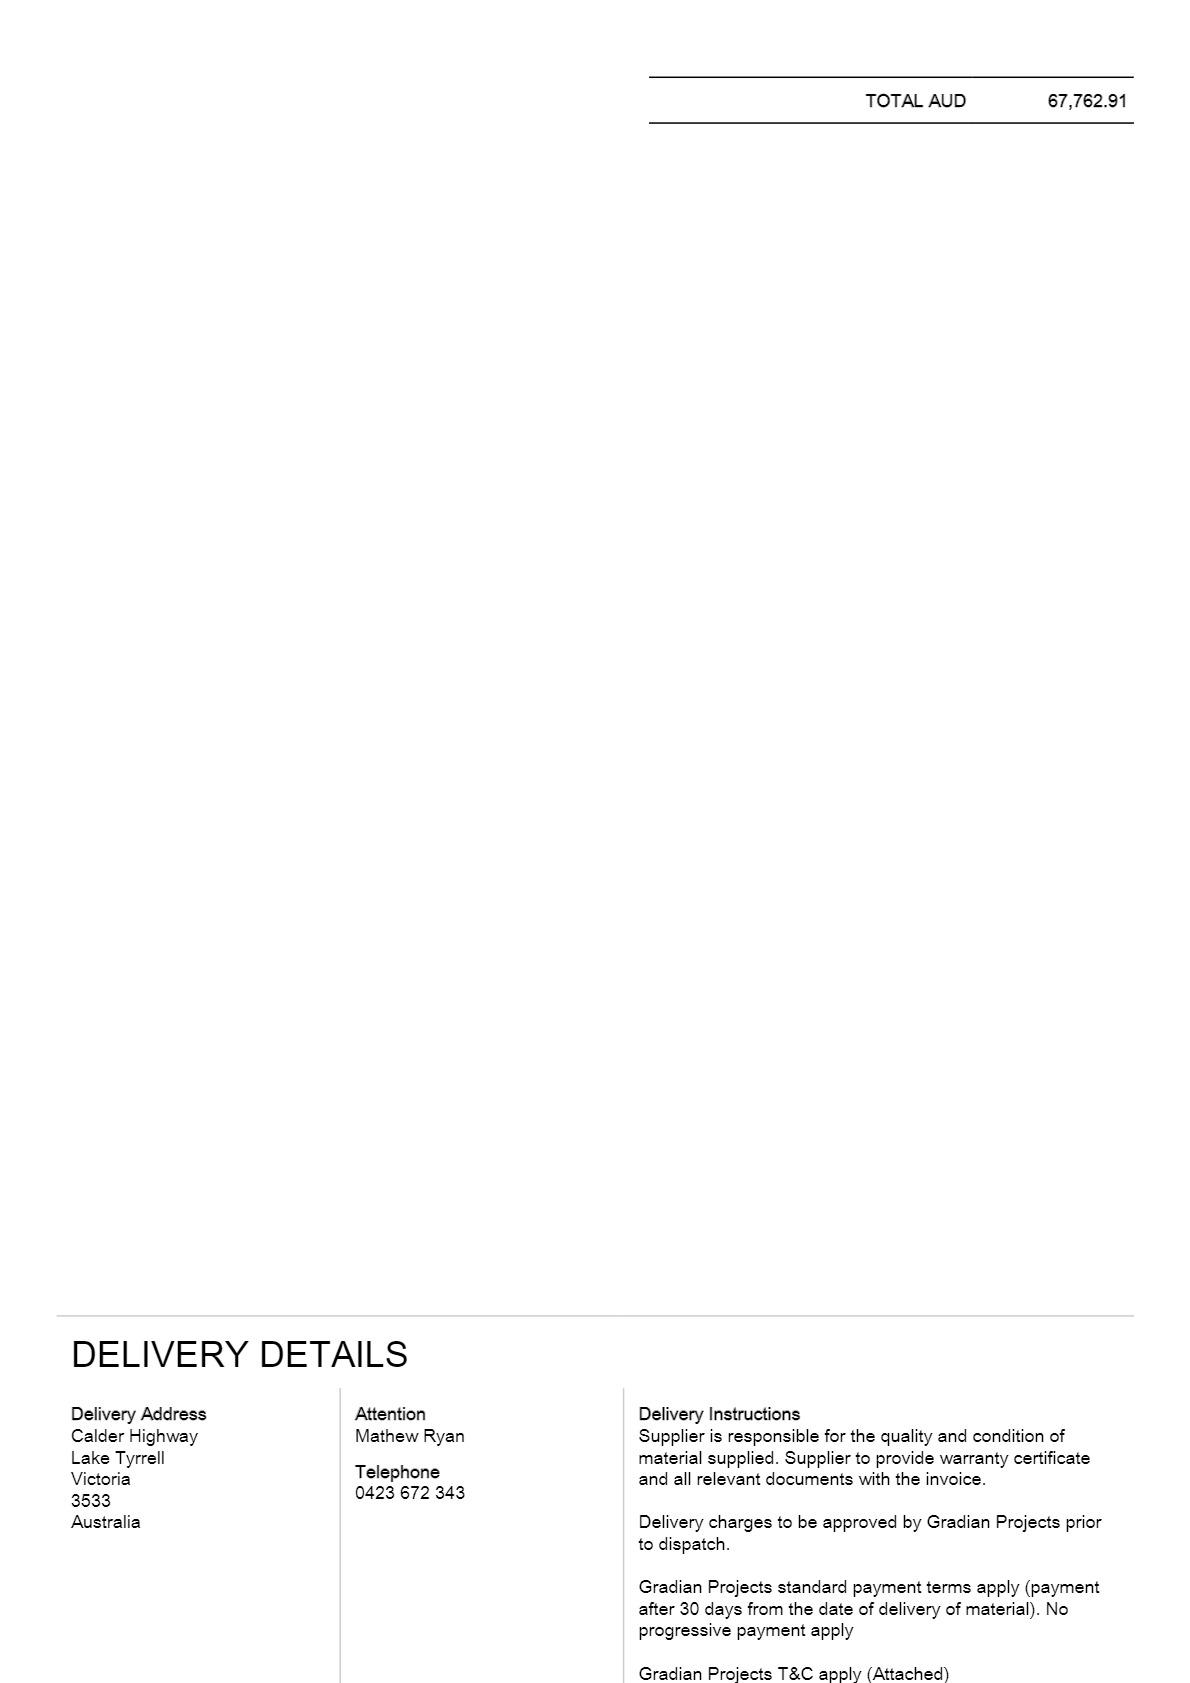 TOTAL AUD 67,762.91
DELIVERY DETAILS
Delivery Address
Calder Highway
Lake Tyrrell
Victoria
3533
Australia
Attention
Mathew Ryan
Telephone
0423 672 343
Delivery Instructions
Supplier is responsible for the quality and condition of
material supplied. Supplier to provide warranty certificate
and all relevant documents with the invoice.
Delivery charges to be approved by Gradian Projects prior
to dispatch.
Gradian Projects standard payment terms apply (payment
after 30 days from the date of delivery of material). No
progressive payment apply
Gradian Projects T&C apply (Attached)